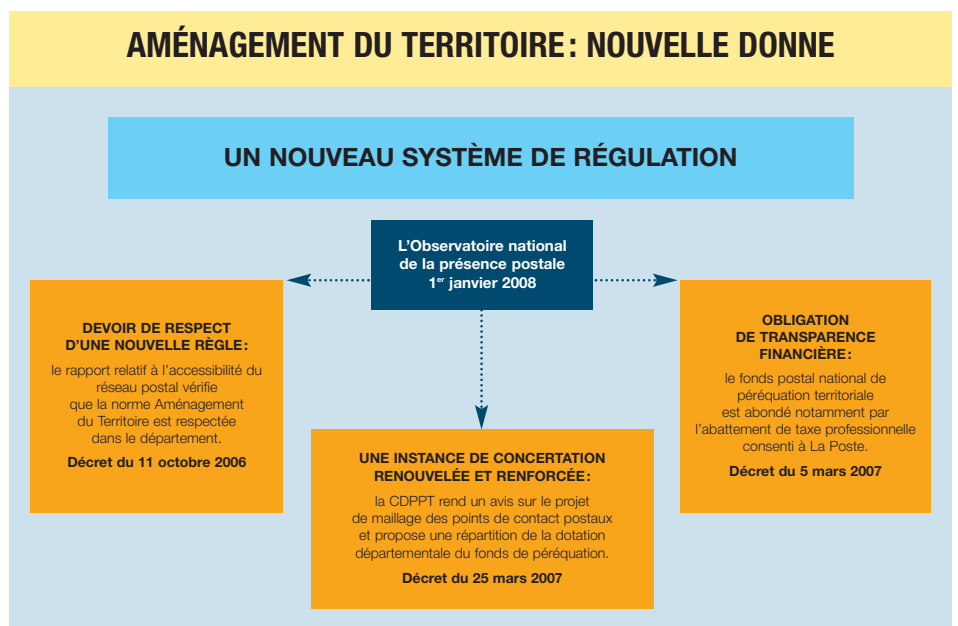 AMÉNAGEMENT DU TERRITOIRE : NOUVELLE DONNE
UN NOUVEAU SYSTÈME DE RÉGULATION
L'Observatoire national
de la présence postale
1er janvier 2008
DEVOIR DE RESPECT
D'UNE NOUVELLE RÈGLE :
le rapport relatif à l'accessibilité du
réseau postal vérifie
que la norme Aménagement
du Territoire est respectée
dans le département.
Décret du 11 octobre 2006
UNE INSTANCE DE CONCERTATION
RENOUVELÉE ET RENFORCÉE :
la CDPPT rend un avis sur le projet
de maillage des points de contact postaux
et propose une répartition de la dotation
départementale du fonds de péréquation.
Décret du 25 mars 2007
OBLIGATION
DE TRANSPARENCE
FINANCIÈRE :
le fonds postal national de
péréquation territoriale
est abondé notamment par
l'abattement de taxe professionnelle
consenti à La Poste.
Décret du 5 mars 2007